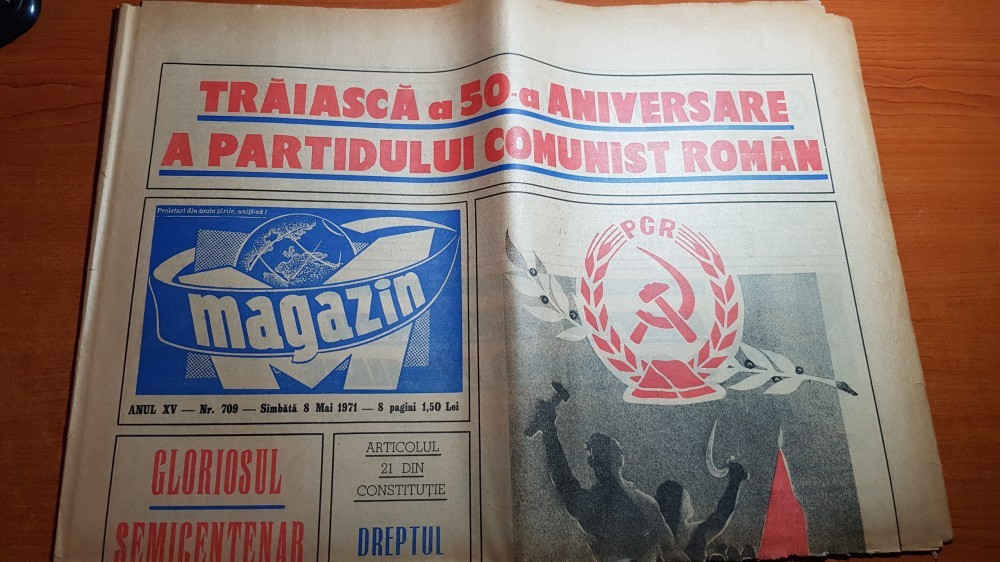 TRĂIASCĂ a 50-a ANIVERSARE
A PARTIDULUI COMUNIST ROMÂN
Proletari din toate țările, uniți-vă!
magazin
ANUL XV — Nr. 709 — Sîmbătă 8 Mai 1971 — 8 pagini 1,50 Lei
PCR
GLORIOSUL
SEMICENTENAR
ARTICOLUL
21 DIN
CONSTITUȚIE
DREPTUL